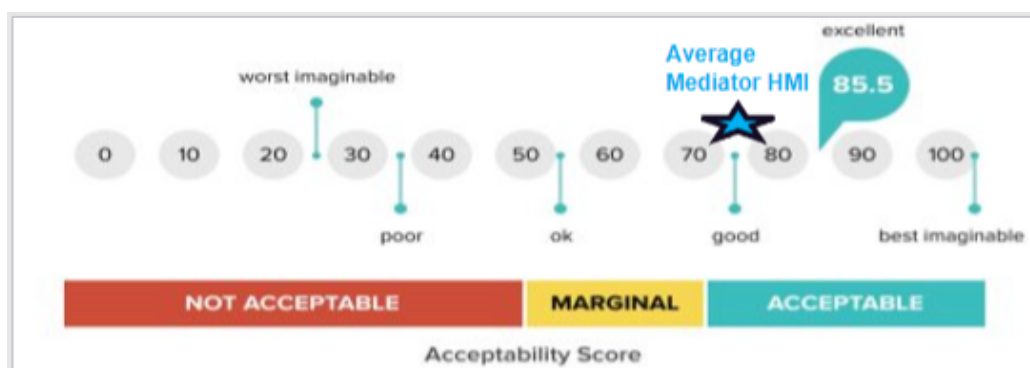 excellent
Average
Mediator HMI
85.5
worst imaginable
0 10 20 30 40 50 60 70 80 90 100
poor ok good best imaginable
NOT ACCEPTABLE MARGINAL ACCEPTABLE
Acceptability Score